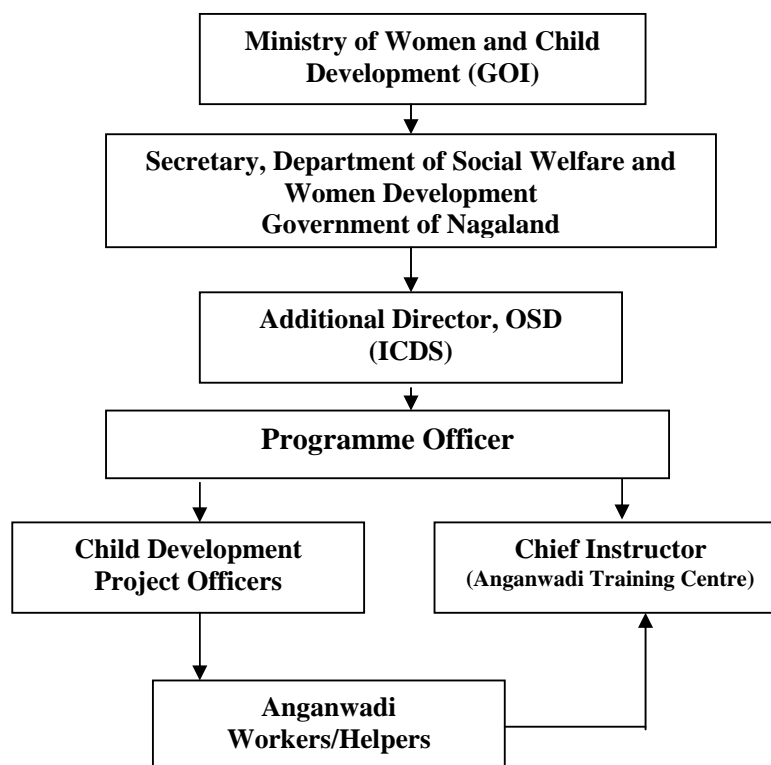 Ministry of Women and Child
Development (GOI)
Secretary, Department of Social Welfare and
Women Development
Government of Nagaland
Additional Director, OSD
(ICDS)
Programme Officer
Child Development
Project Officers
Chief Instructor
(Anganwadi Training Centre)
Anganwadi
Workers/Helpers